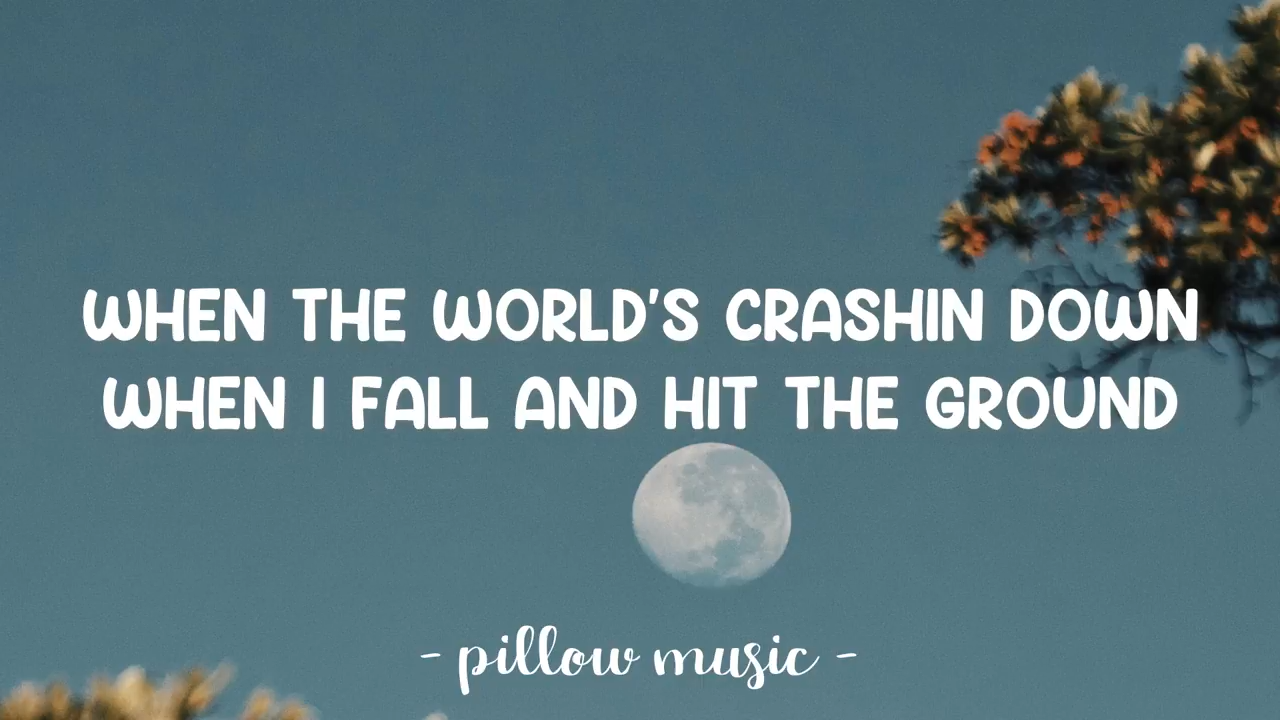 WHEN THE WORLD'S CRASHIN DOWN
WHEN I FALL AND HIT THE GROUND
- pillow music -